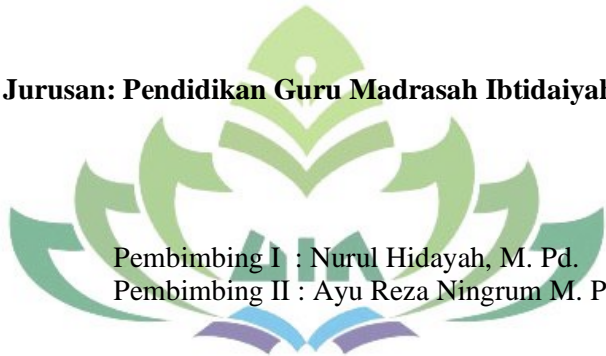 Jurusan: Pendidikan Guru Madrasah Ibtidaiyah
Pembimbing I : Nurul Hidayah, M. Pd.
Pembimbing II : Ayu Reza Ningrum M. P